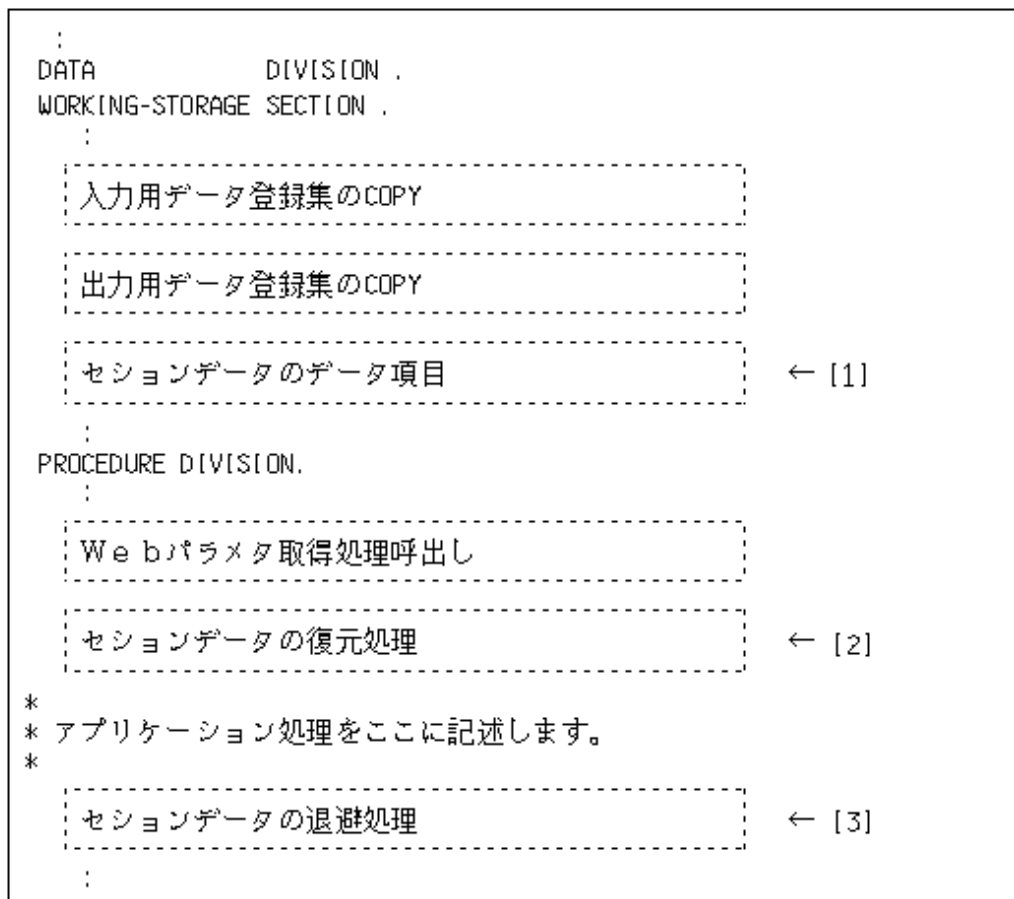 :
DATA DIVISION .
WORKING-STORAGE SECTION .
:
入力用データ登録集のCOPY
出力用データ登録集のCOPY
セションデータのデータ項目 ← [1]
:
PROCEDURE DIVISION.
:
Ｗｅｂパラメタ取得処理呼出し
セションデータの復元処理 ← [2]
*
* アプリケーション処理をここに記述します。
*
セションデータの退避処理 ← [3]
: